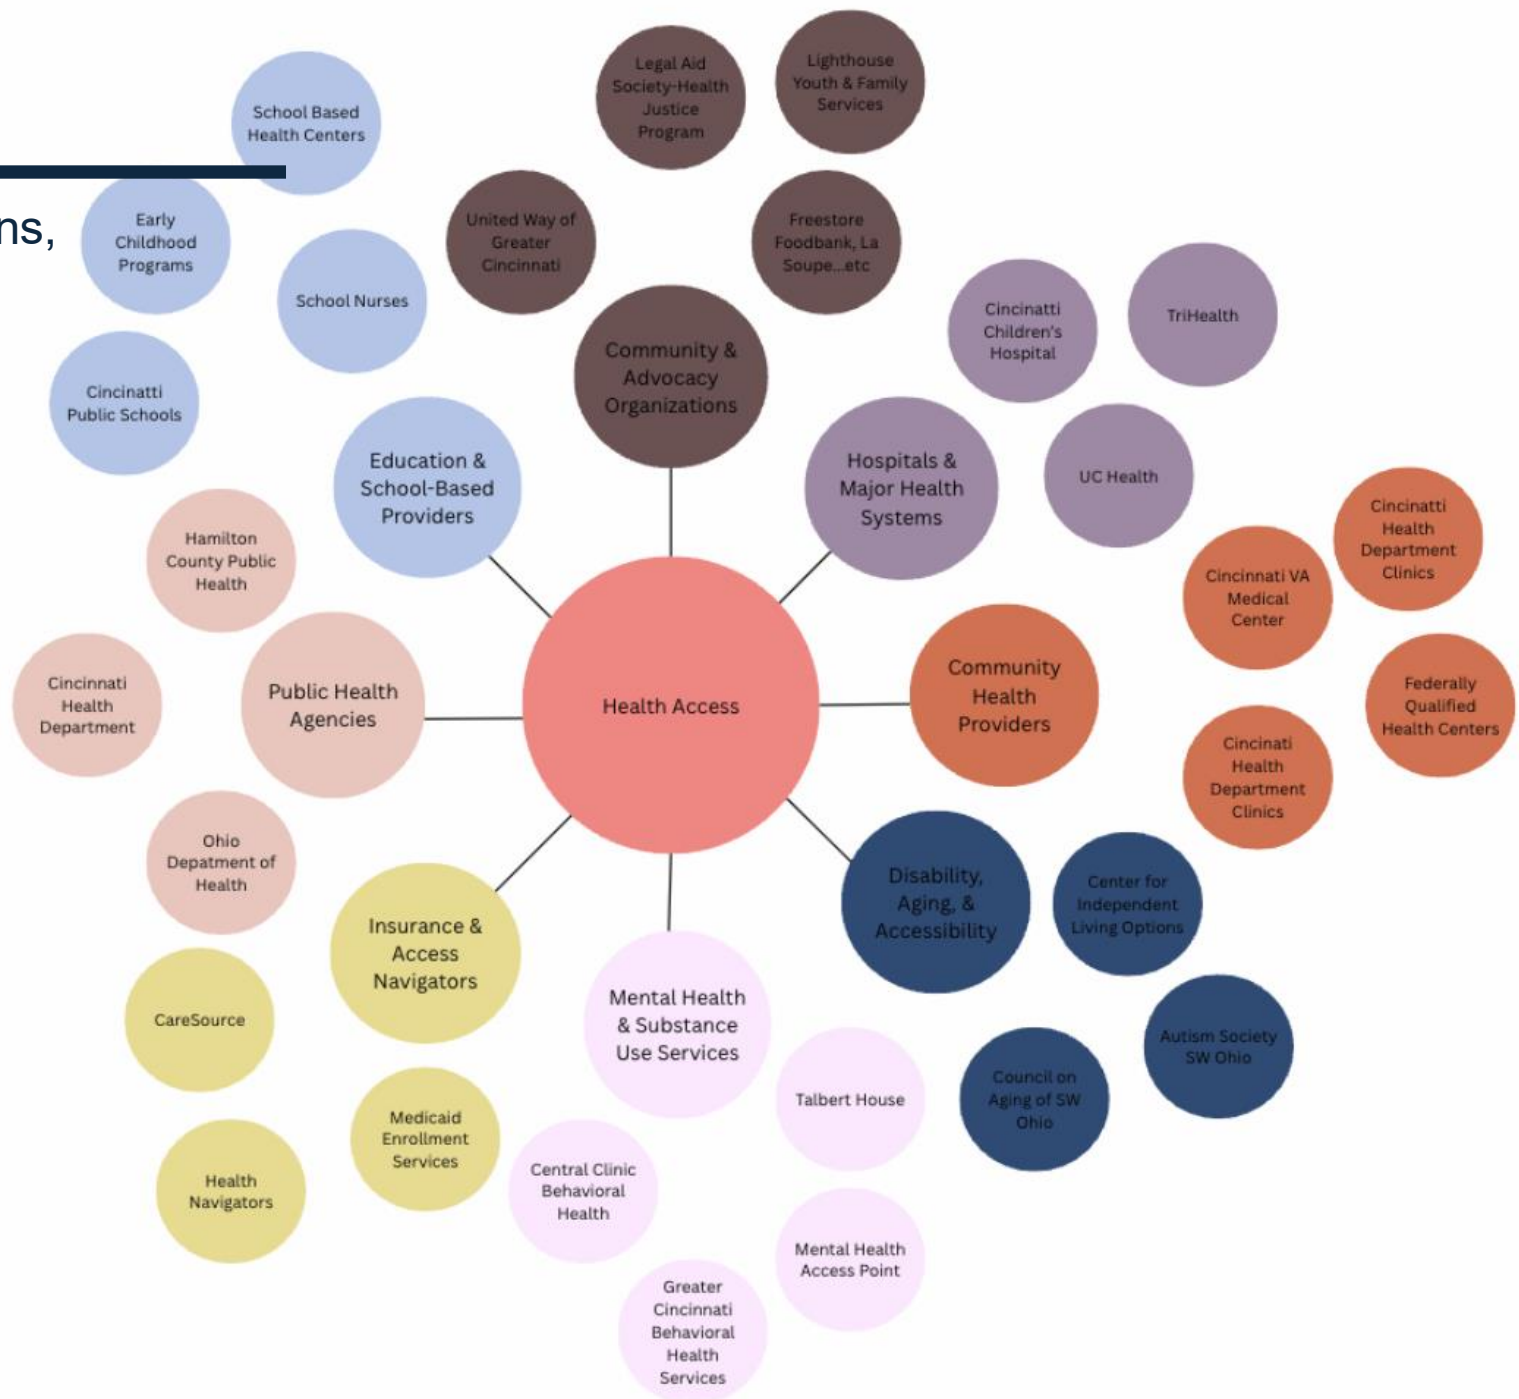 ns,
School Based
Health Centers
Early
Childhood
Programs
School Nurses
Cincinatti
Public Schools
Education &
School-Based
Providers
Legal Aid
Society-Health
Justice
Program
Lighthouse
Youth & Family
Services
United Way of
Greater
Cincinnati
Freestore
Foodbank, La
Soupe...etc
Community &
Advocacy
Organizations
Cincinatti
Children's
Hospital
TriHealth
UC Health
Hospitals &
Major Health
Systems
Cincinatti
Health
Department
Clinics
Cincinnati VA
Medical
Center
Federally
Qualified
Health Centers
Cincinati
Health
Department
Clinics
Community
Health
Providers
Health Access
Hamilton
County Public
Health
Cincinnati
Health
Department
Public Health
Agencies
Ohio
Depatment of
Health
Insurance &
Access
Navigators
CareSource
Medicaid
Enrollment
Services
Health
Navigators
Mental Health
& Substance
Use Services
Talbert House
Central Clinic
Behavioral
Health
Mental Health
Access Point
Greater
Cincinnati
Behavioral
Health
Services
Disability,
Aging, &
Accessibility
Center for
Independent
Living Options
Autism Society
SW Ohio
Council on
Aging of SW
Ohio